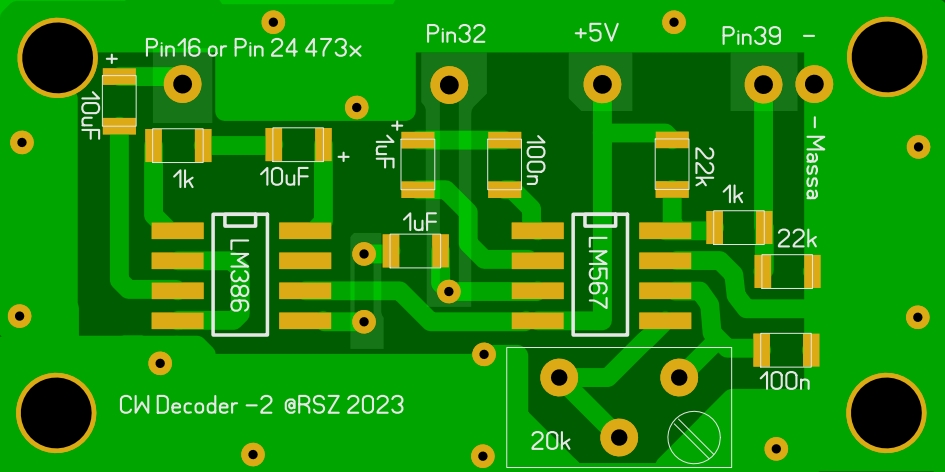 Pin16 or Pin 24 473x
Pin32
+5V
Pin39 -
+
10uF
1k
10uF
+
+
1uF
100n
22k
- Massa
1k
22k
1uF
LM386
LM567
100n
20k
CW Decoder -2 @RSZ 2023